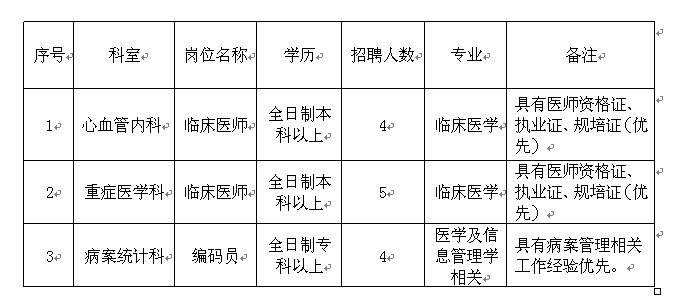 序号 科室 岗位名称 学历 招聘人数 专业 备注
1 心血管内科 临床医师 全日制本科以上 4 临床医学 具有医师资格证、执业证、规培证（优先）
2 重症医学科 临床医师 全日制本科以上 5 临床医学 具有医师资格证、执业证、规培证（优先）
3 病案统计科 编码员 全日制专科以上 4 医学及信息管理学相关 具有病案管理相关工作经验优先。